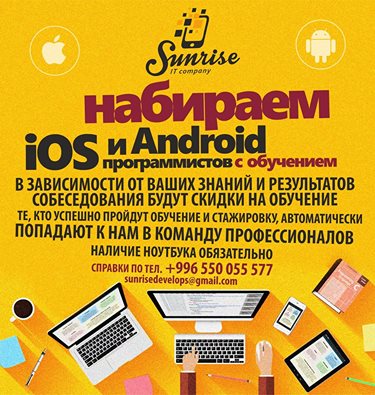 Sunrise
IT company
набираем
iOS и Android
программистов с обучением
В ЗАВИСИМОСТИ ОТ ВАШИХ ЗНАНИЙ И РЕЗУЛЬТАТОВ
СОБЕСЕДОВАНИЯ БУДУТ СКИДКИ НА ОБУЧЕНИЕ
ТЕ, КТО УСПЕШНО ПРОЙДУТ ОБУЧЕНИЕ И СТАЖИРОВКУ, АВТОМАТИЧЕСКИ
ПОПАДАЮТ К НАМ В КОМАНДУ ПРОФЕССИОНАЛОВ
НАЛИЧИЕ НОУТБУКА ОБЯЗАТЕЛЬНО
СПРАВКИ ПО ТЕЛ. +996 550 055 577
sunrisedevelops@gmail.com